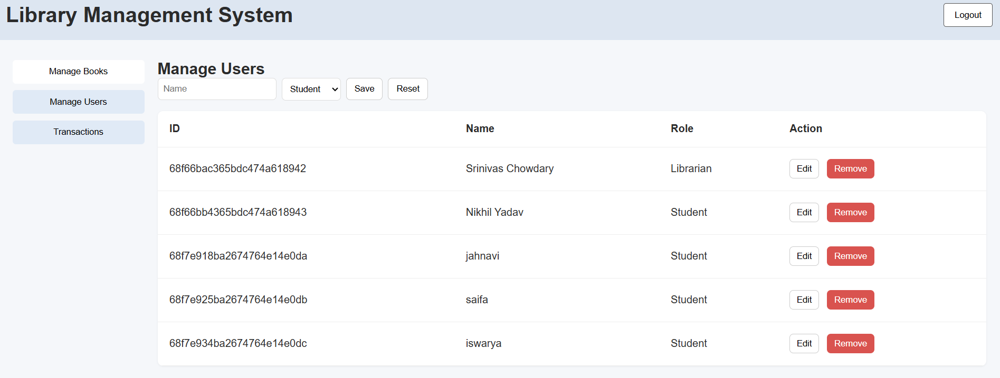 Library Management System
Logout
Manage Books
Manage Users
Transactions
Manage Users
Name Student Save Reset
ID Name Role Action
68f66bac365bdc474a618942 Srinivas Chowdary Librarian Edit Remove
68f66bb4365bdc474a618943 Nikhil Yadav Student Edit Remove
68f7e918ba2674764e14e0da jahnavi Student Edit Remove
68f7e925ba2674764e14e0db saifa Student Edit Remove
68f7e934ba2674764e14e0dc iswarya Student Edit Remove